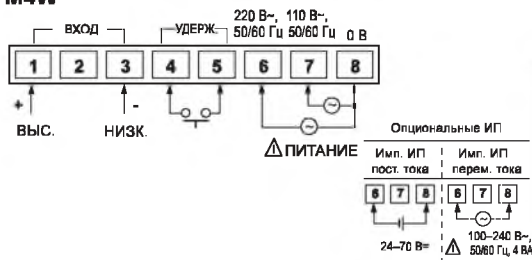 M4W
ВХОД
УДЕРЖ.
220 В~, 110 В~,
50/60 Гц 50/60 Гц 0 В
1 2 3 4 5 6 7 8
+ -
ВЫС. НИЗК. ⚠ПИТАНИЕ
Опциональные ИП
Имп. ИП пост. тока
Имп. ИП перем. тока
6 7 8 6 7 8
24–70 В=
⚠ 100–240 В~,
50/60 Гц, 4 ВА